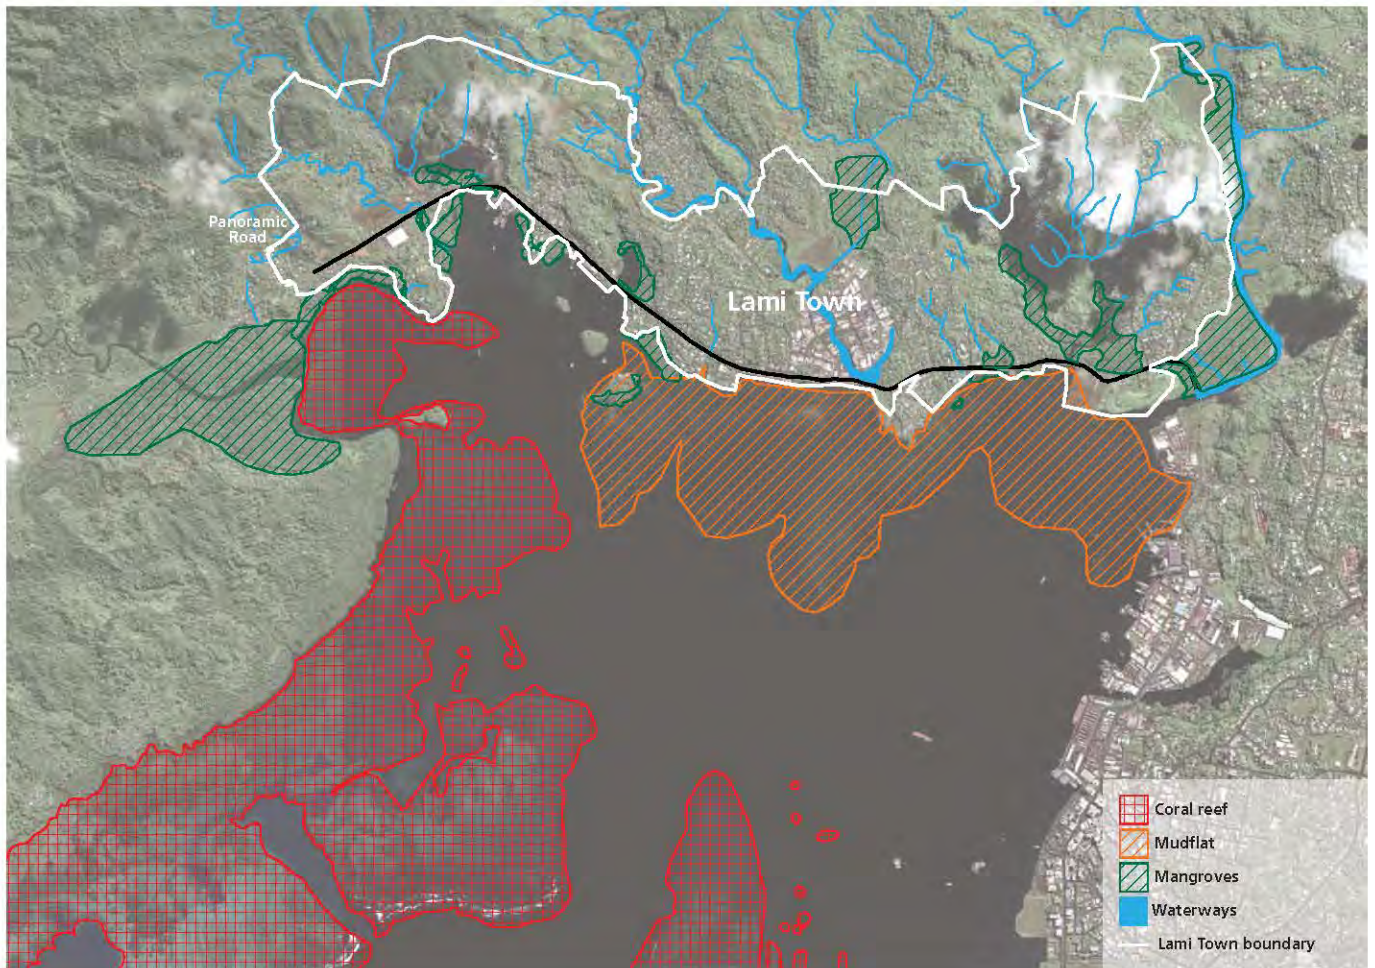 Panoramic
Road
Lami Town
Coral reef
Mudflat
Mangroves
Waterways
Lami Town boundary